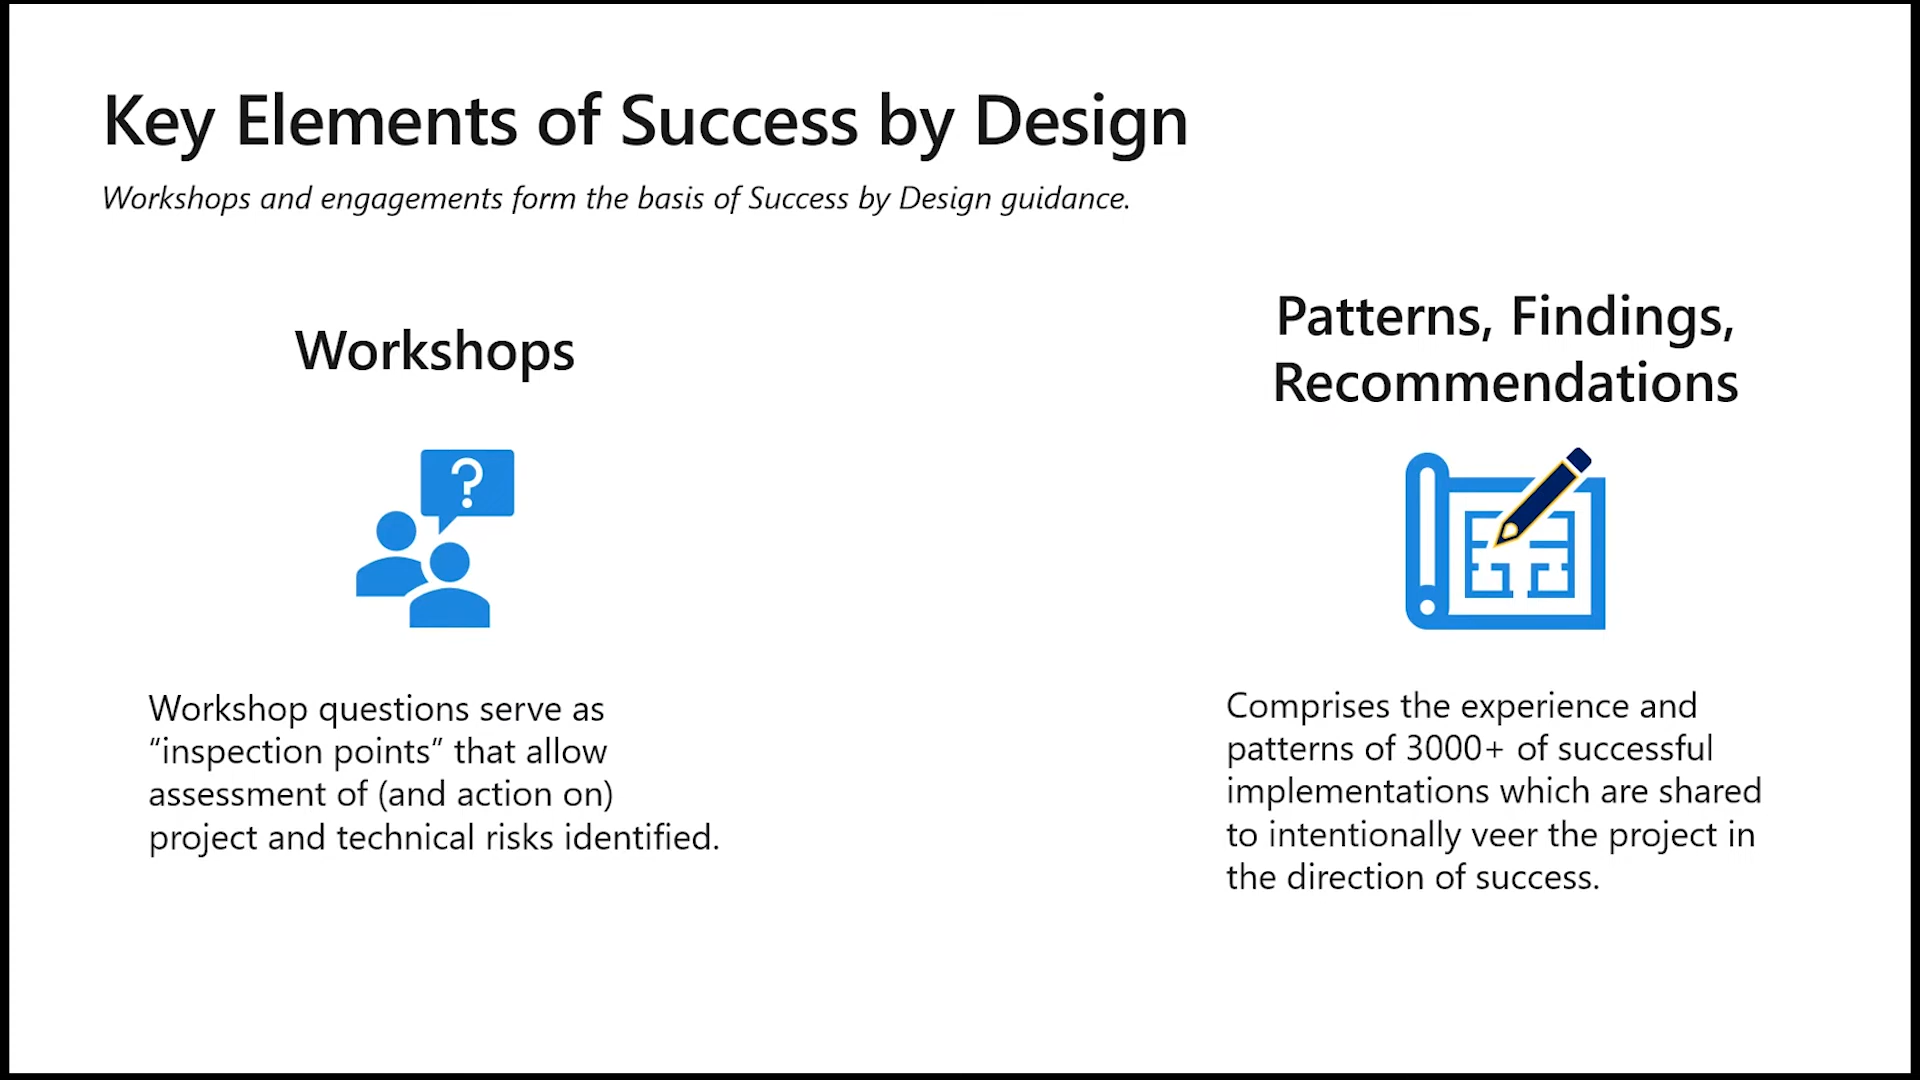 Key Elements of Success by Design
Workshops and engagements form the basis of Success by Design guidance.
Workshops
?
Workshop questions serve as
“inspection points” that allow
assessment of (and action on)
project and technical risks identified.
Patterns, Findings,
Recommendations
Comprises the experience and
patterns of 3000+ of successful
implementations which are shared
to intentionally veer the project in
the direction of success.